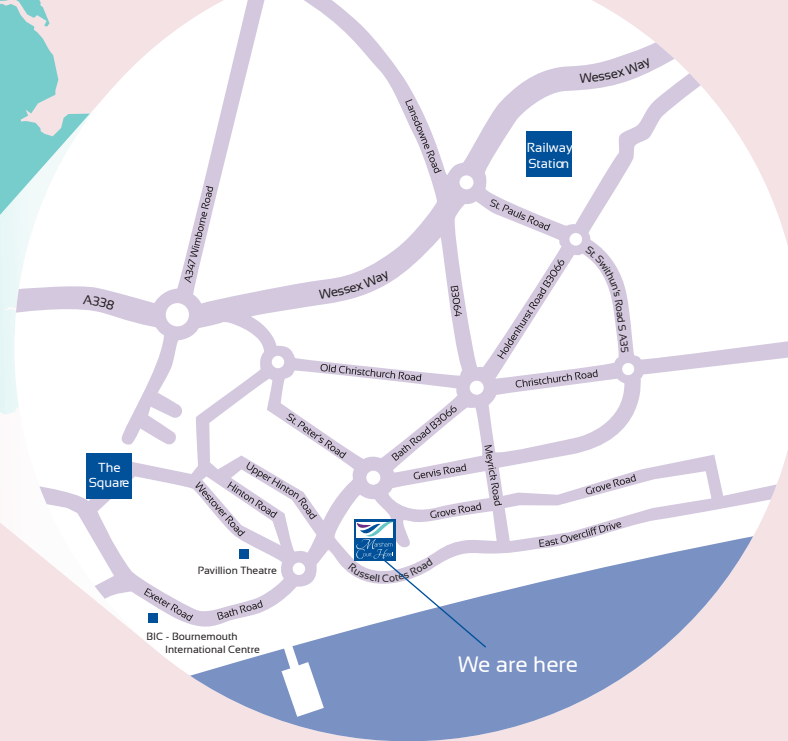 Wessex Way
Lansdowne Road
Railway
Station
St. Pauls Road
A347 Wimborne Road
St. Swithun's Road S A35
Holdenhurst Road B3066
Wessex Way
A338
B3064
Old Christchurch Road
Christchurch Road
St. Peter's Road
Bath Road B3066
Meyrick Road
The
Square
Gervis Road
Upper Hinton Road
Hinton Road
Westover Road
Grove Road
Grove Road
East Overcliff Drive
Marsham
Court Hotel
Pavillion Theatre
Russell Cotes Road
Exeter Road
Bath Road
BIC - Bournemouth
International Centre
We are here